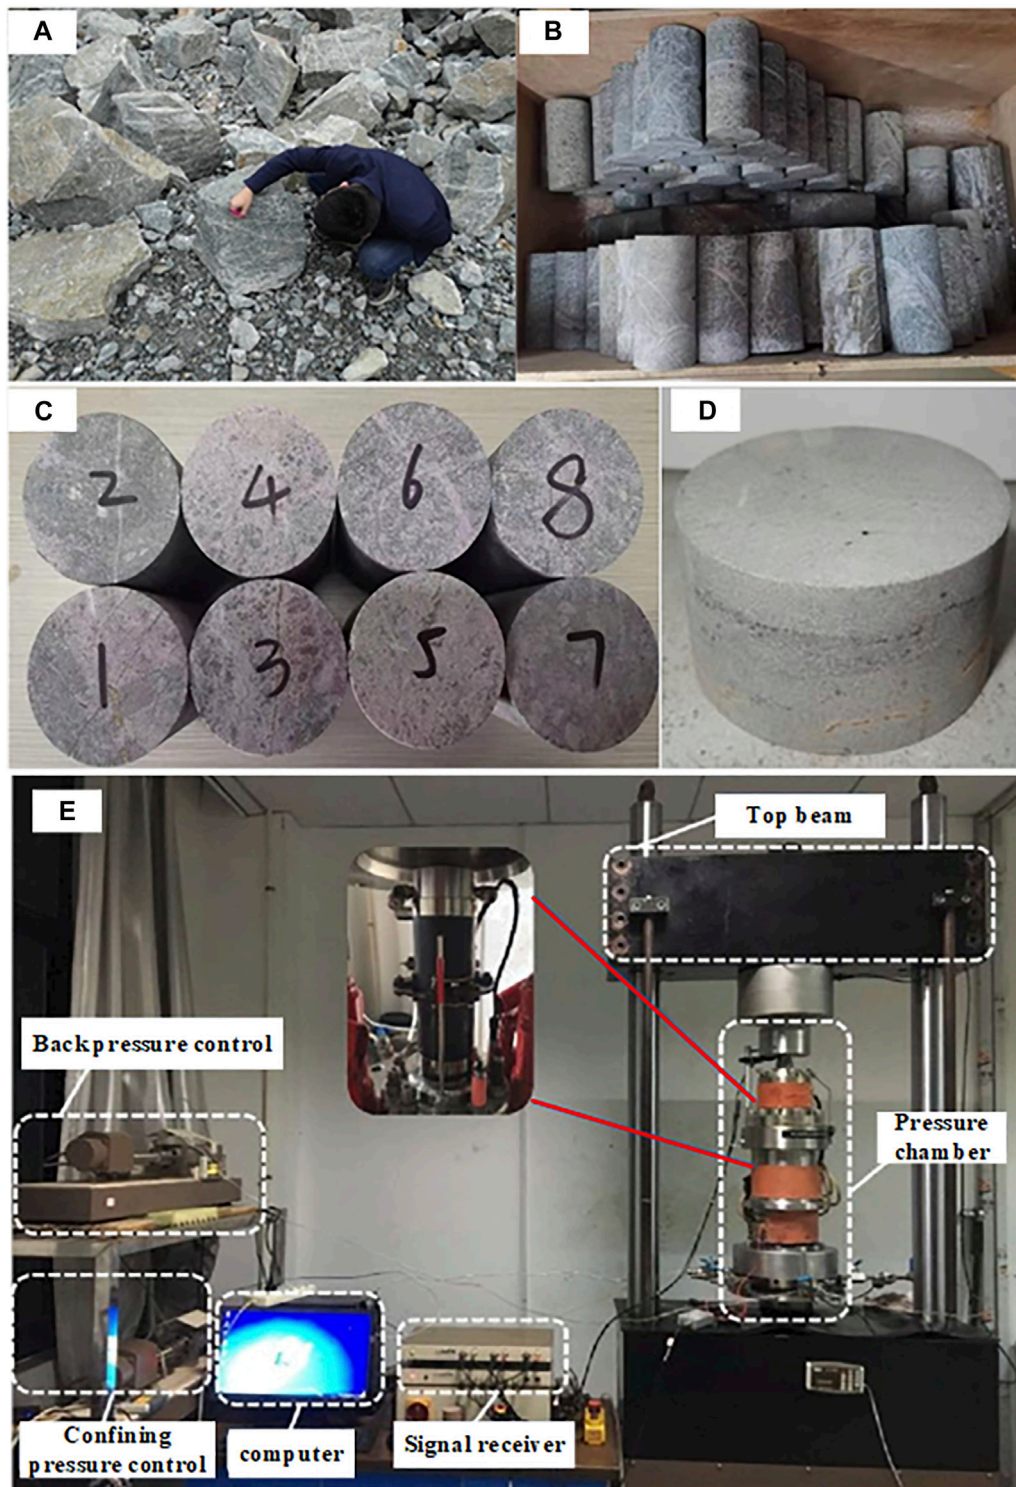 A
B
C
2
4
6
8
1
3
5
7
D
E
Top beam
Backpressure control
Pressure
chamber
Confining
pressure control
computer
Signal receiver